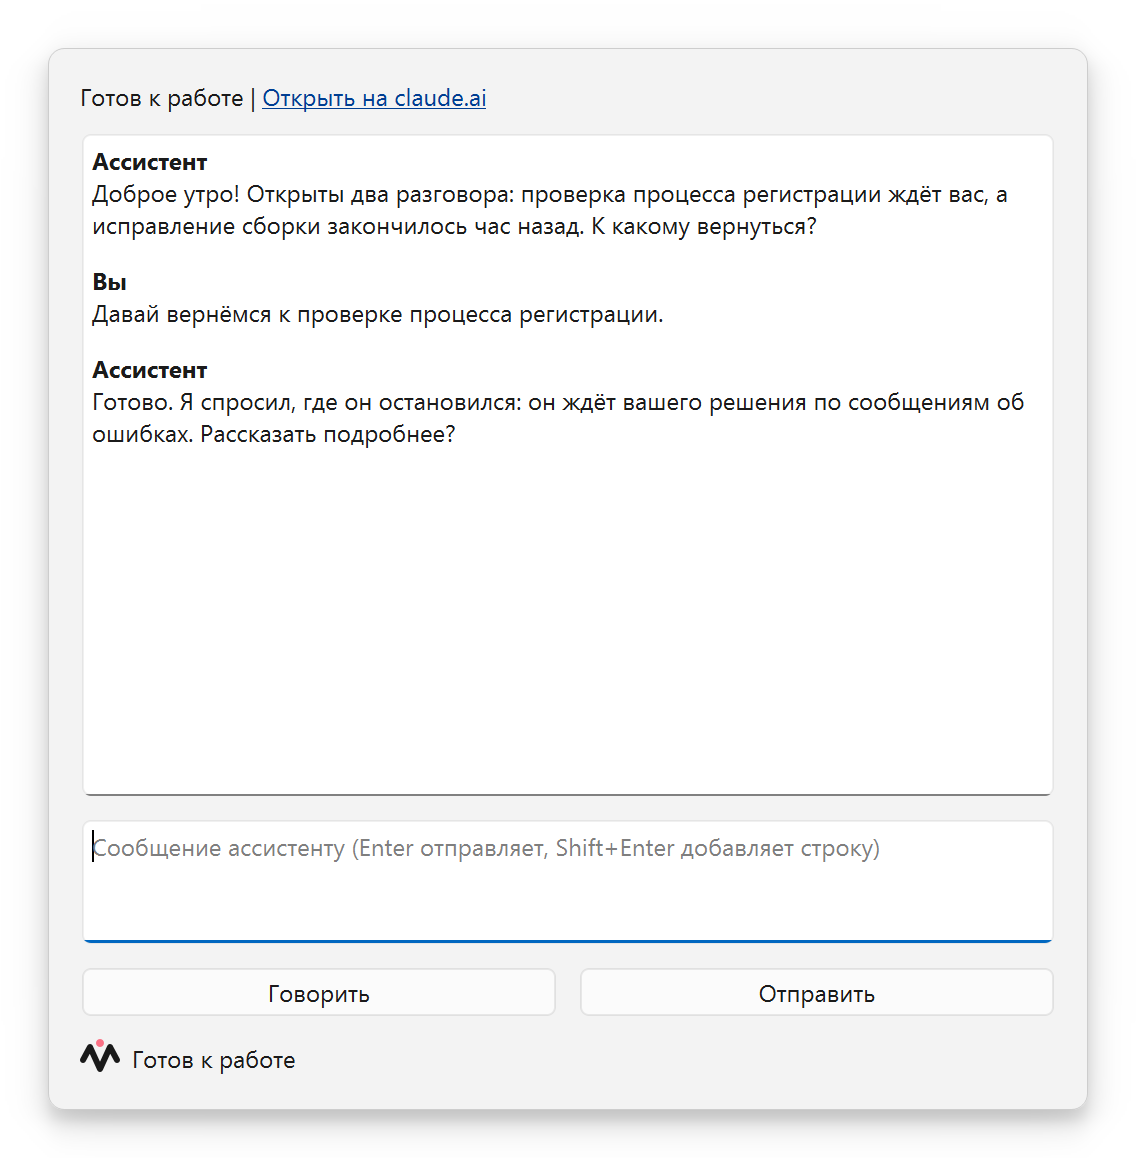 Готов к работе | Открыть на claude.ai
Ассистент
Доброе утро! Открыты два разговора: проверка процесса регистрации ждёт вас, а
исправление сборки закончилось час назад. К какому вернуться?
Вы
Давай вернёмся к проверке процесса регистрации.
Ассистент
Готово. Я спросил, где он остановился: он ждёт вашего решения по сообщениям об
ошибках. Рассказать подробнее?
Сообщение ассистенту (Enter отправляет, Shift+Enter добавляет строку)
Говорить
Отправить
Готов к работе